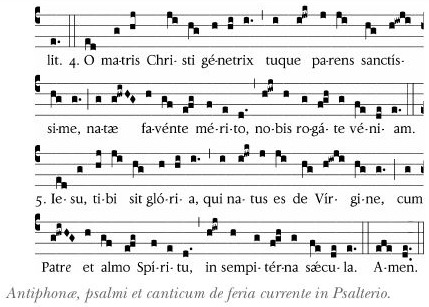 lit. 4. O ma·tris Chri·sti gé·netrix tuque pa·rens sanctís·
si·me, na·tæ fa·vénte mé·ri·to, no·bis ro·gá·te vé·ni·am.
5. Ie·su, ti·bi sit gló·ri·a, qui na·tus es de Vír·gi·ne, cum
Patre et almo Spí·ri·tu, in sempi·térna sǽcu·la. A·men.
Antiphonæ, psalmi et canticum de feria currente in Psalterio.